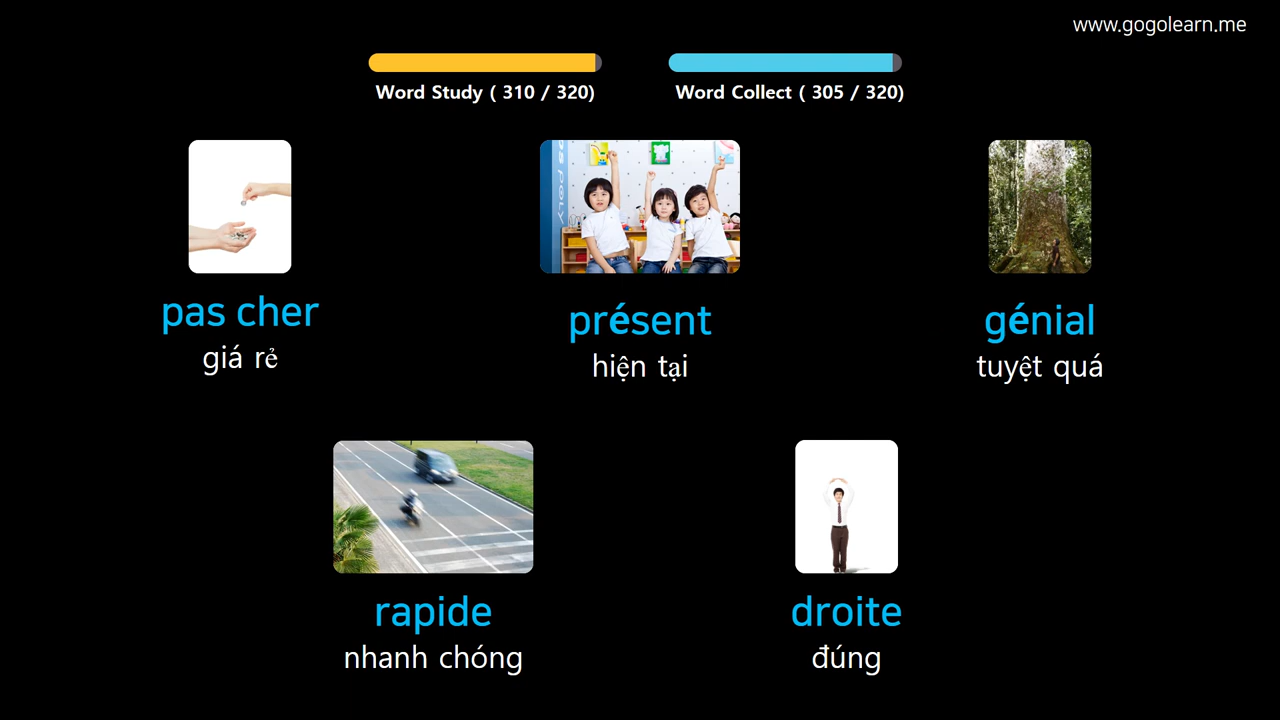 www.gogolearn.me
Word Study ( 310 / 320)
Word Collect ( 305 / 320)
pas cher
giá rẻ
présent
hiện tại
génial
tuyệt quá
rapide
nhanh chóng
droite
đúng